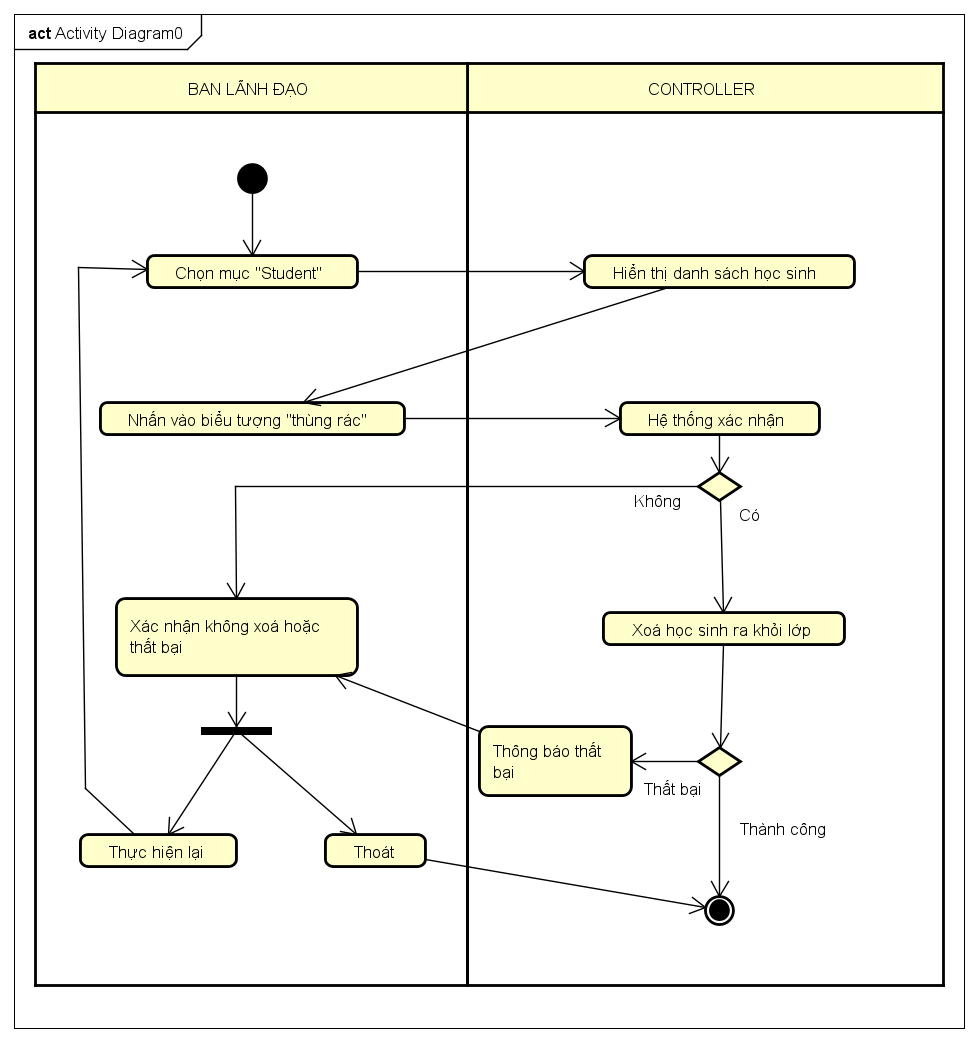 act Activity Diagram0
BAN LÃNH ĐẠO
CONTROLLER
Chọn mục "Student"
Hiển thị danh sách học sinh
Nhấn vào biểu tượng "thùng rác"
Hệ thống xác nhận
Không
Có
Xác nhận không xoá hoặc
thất bại
Xoá học sinh ra khỏi lớp
Thông báo thất
bại
Thất bại
Thành công
Thực hiện lại
Thoát